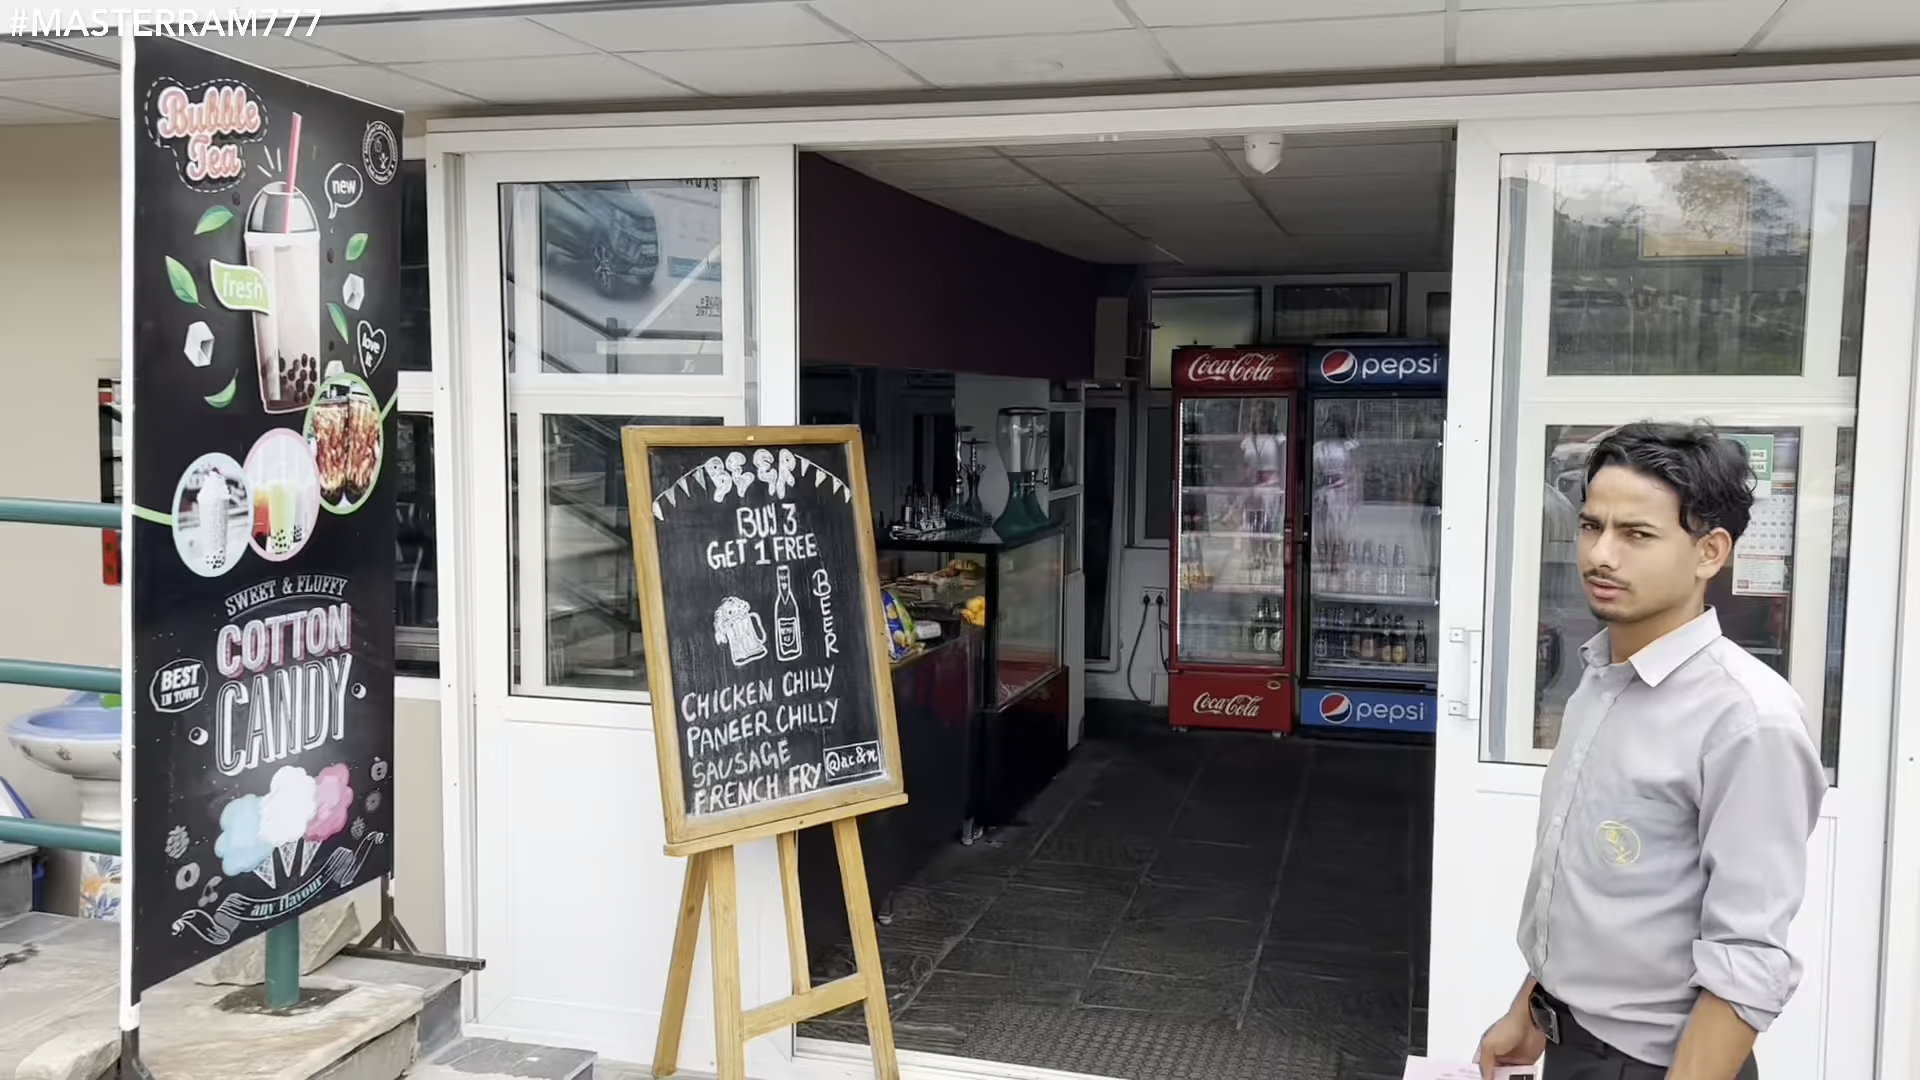 #MASTERRAM777
Bubble
Tea
new
fresh
love
it
SWEET & FLUFFY
COTTON
CANDY
BEST
IN TOWN
any flavour
BEER
BUY 3
GET 1 FREE
BEER
CHICKEN CHILLY
PANEER CHILLY
SAUSAGE
FRENCH FRY
@ac&r
Coca-Cola
pepsi
Coca-Cola
pepsi